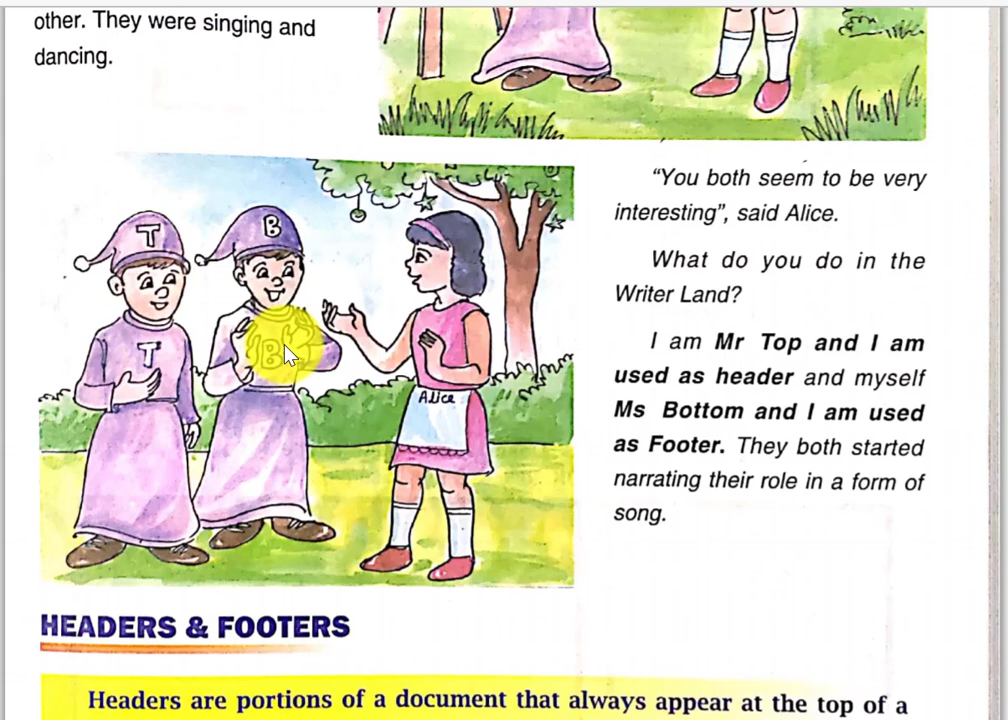 other. They were singing and
dancing.
T
B
T
B
Alice
“You both seem to be very
interesting”, said Alice.
What do you do in the
Writer Land?
I am Mr Top and I am
used as header and myself
Ms Bottom and I am used
as Footer. They both started
narrating their role in a form of
song.
HEADERS & FOOTERS
Headers are portions of a document that always appear at the top of a